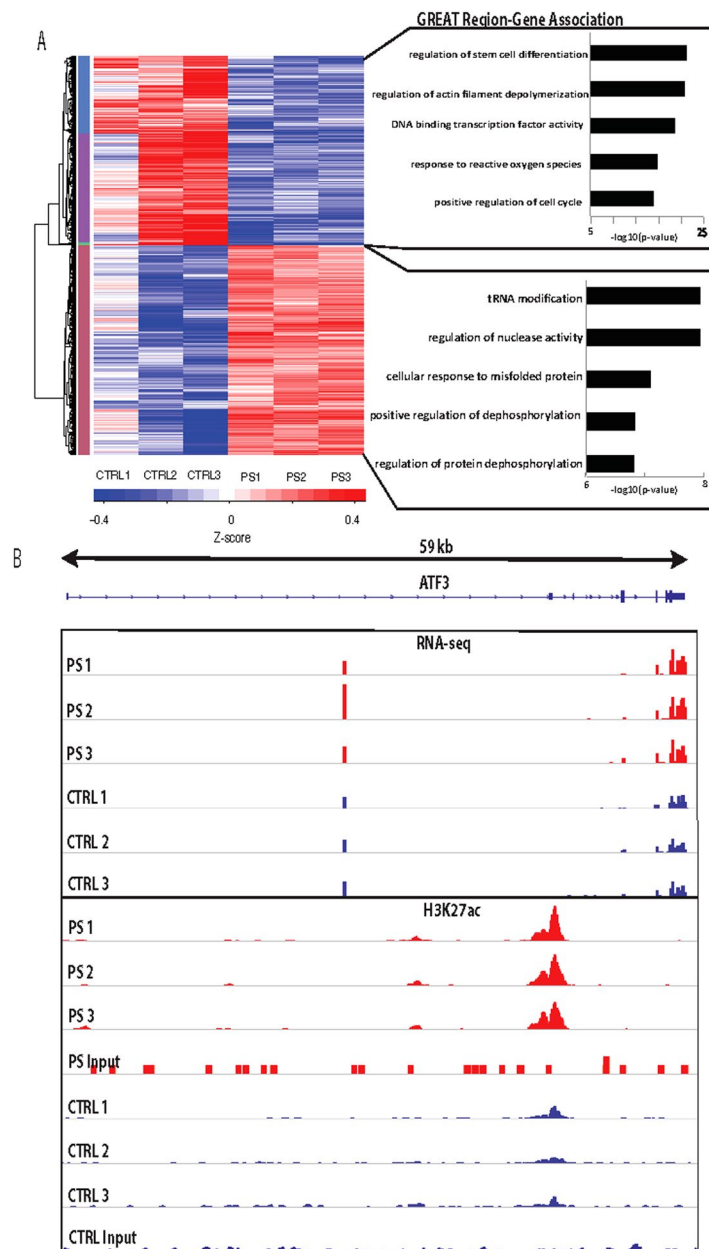 A
GREAT Region-Gene Association
regulation of stem cell differentiation
regulation of actin filament depolymerization
DNA binding transcription factor activity
response to reactive oxygen species
positive regulation of cell cycle
5 25
-log10(p-value)
tRNA modification
regulation of nuclease activity
cellular response to misfolded protein
positive regulation of dephosphorylation
regulation of protein dephosphorylation
6 8
-log10(p-value)
CTRL1 CTRL2 CTRL3 PS1 PS2 PS3
-0.4 0 0.4
Z-score
B
59 kb
ATF3
RNA-seq
PS 1
PS 2
PS 3
CTRL 1
CTRL 2
CTRL 3
H3K27ac
PS 1
PS 2
PS 3
PS Input
CTRL 1
CTRL 2
CTRL 3
CTRL Input